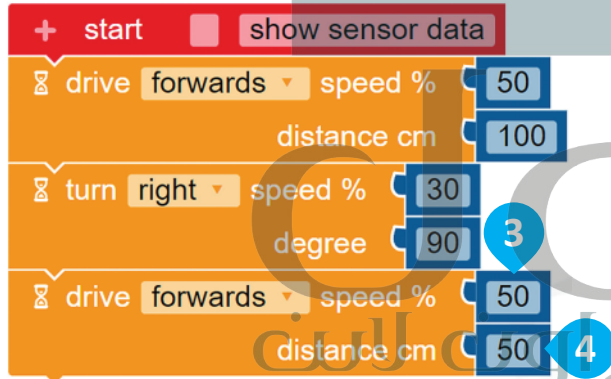 + start show sensor data
drive forwards speed % 50
distance cm 100
turn right speed % 30
degree 90
3
drive forwards speed % 50
distance cm 50
4